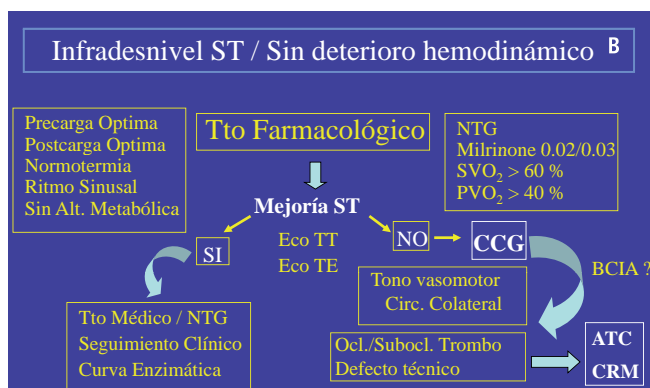 Infradesnivel ST / Sin deterioro hemodinámico B
Precarga Optima
Postcarga Optima
Normotermia
Ritmo Sinusal
Sin Alt. Metabólica
Tto Farmacológico
NTG
Milrinone 0.02/0.03
SVO₂ > 60 %
PVO₂ > 40 %
Mejoría ST
SI
Eco TT
Eco TE
NO
CCG
BCIA ?
Tono vasomotor
Circ. Colateral
Tto Médico / NTG
Seguimiento Clínico
Curva Enzimática
Ocl./Subocl. Trombo
Defecto técnico
ATC
CRM